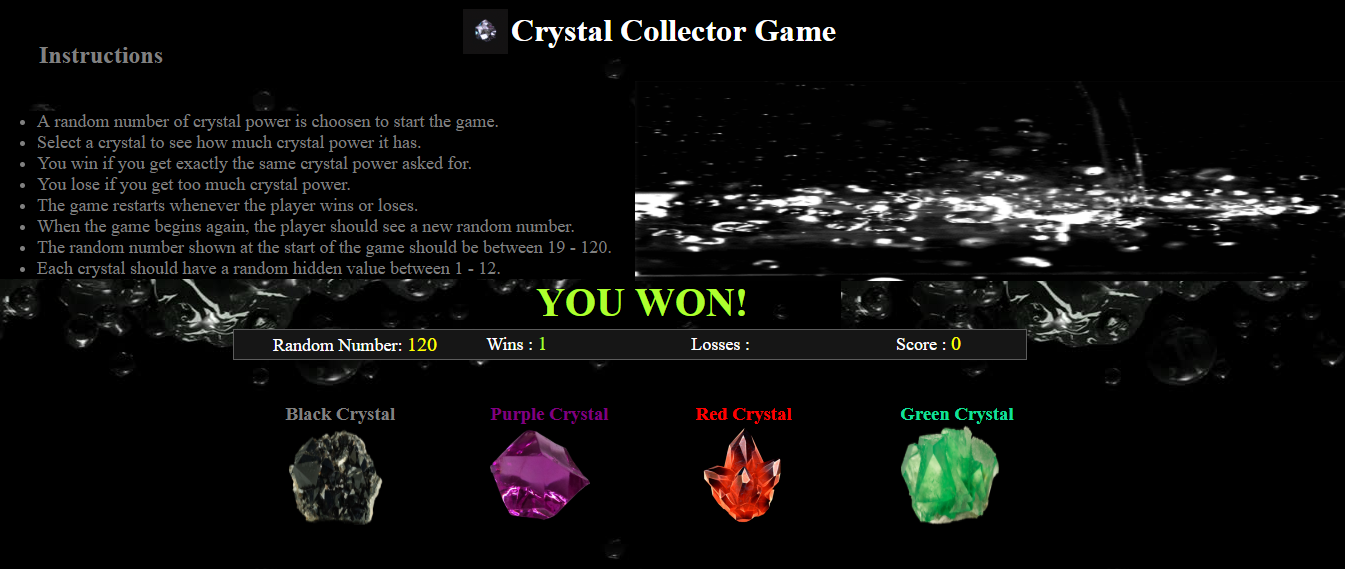 Crystal Collector Game
Instructions
A random number of crystal power is choosen to start the game.
Select a crystal to see how much crystal power it has.
You win if you get exactly the same crystal power asked for.
You lose if you get too much crystal power.
The game restarts whenever the player wins or loses.
When the game begins again, the player should see a new random number.
The random number shown at the start of the game should be between 19 - 120.
Each crystal should have a random hidden value between 1 - 12.
YOU WON!
Random Number: 120 Wins : 1 Losses : Score : 0
Black Crystal Purple Crystal Red Crystal Green Crystal